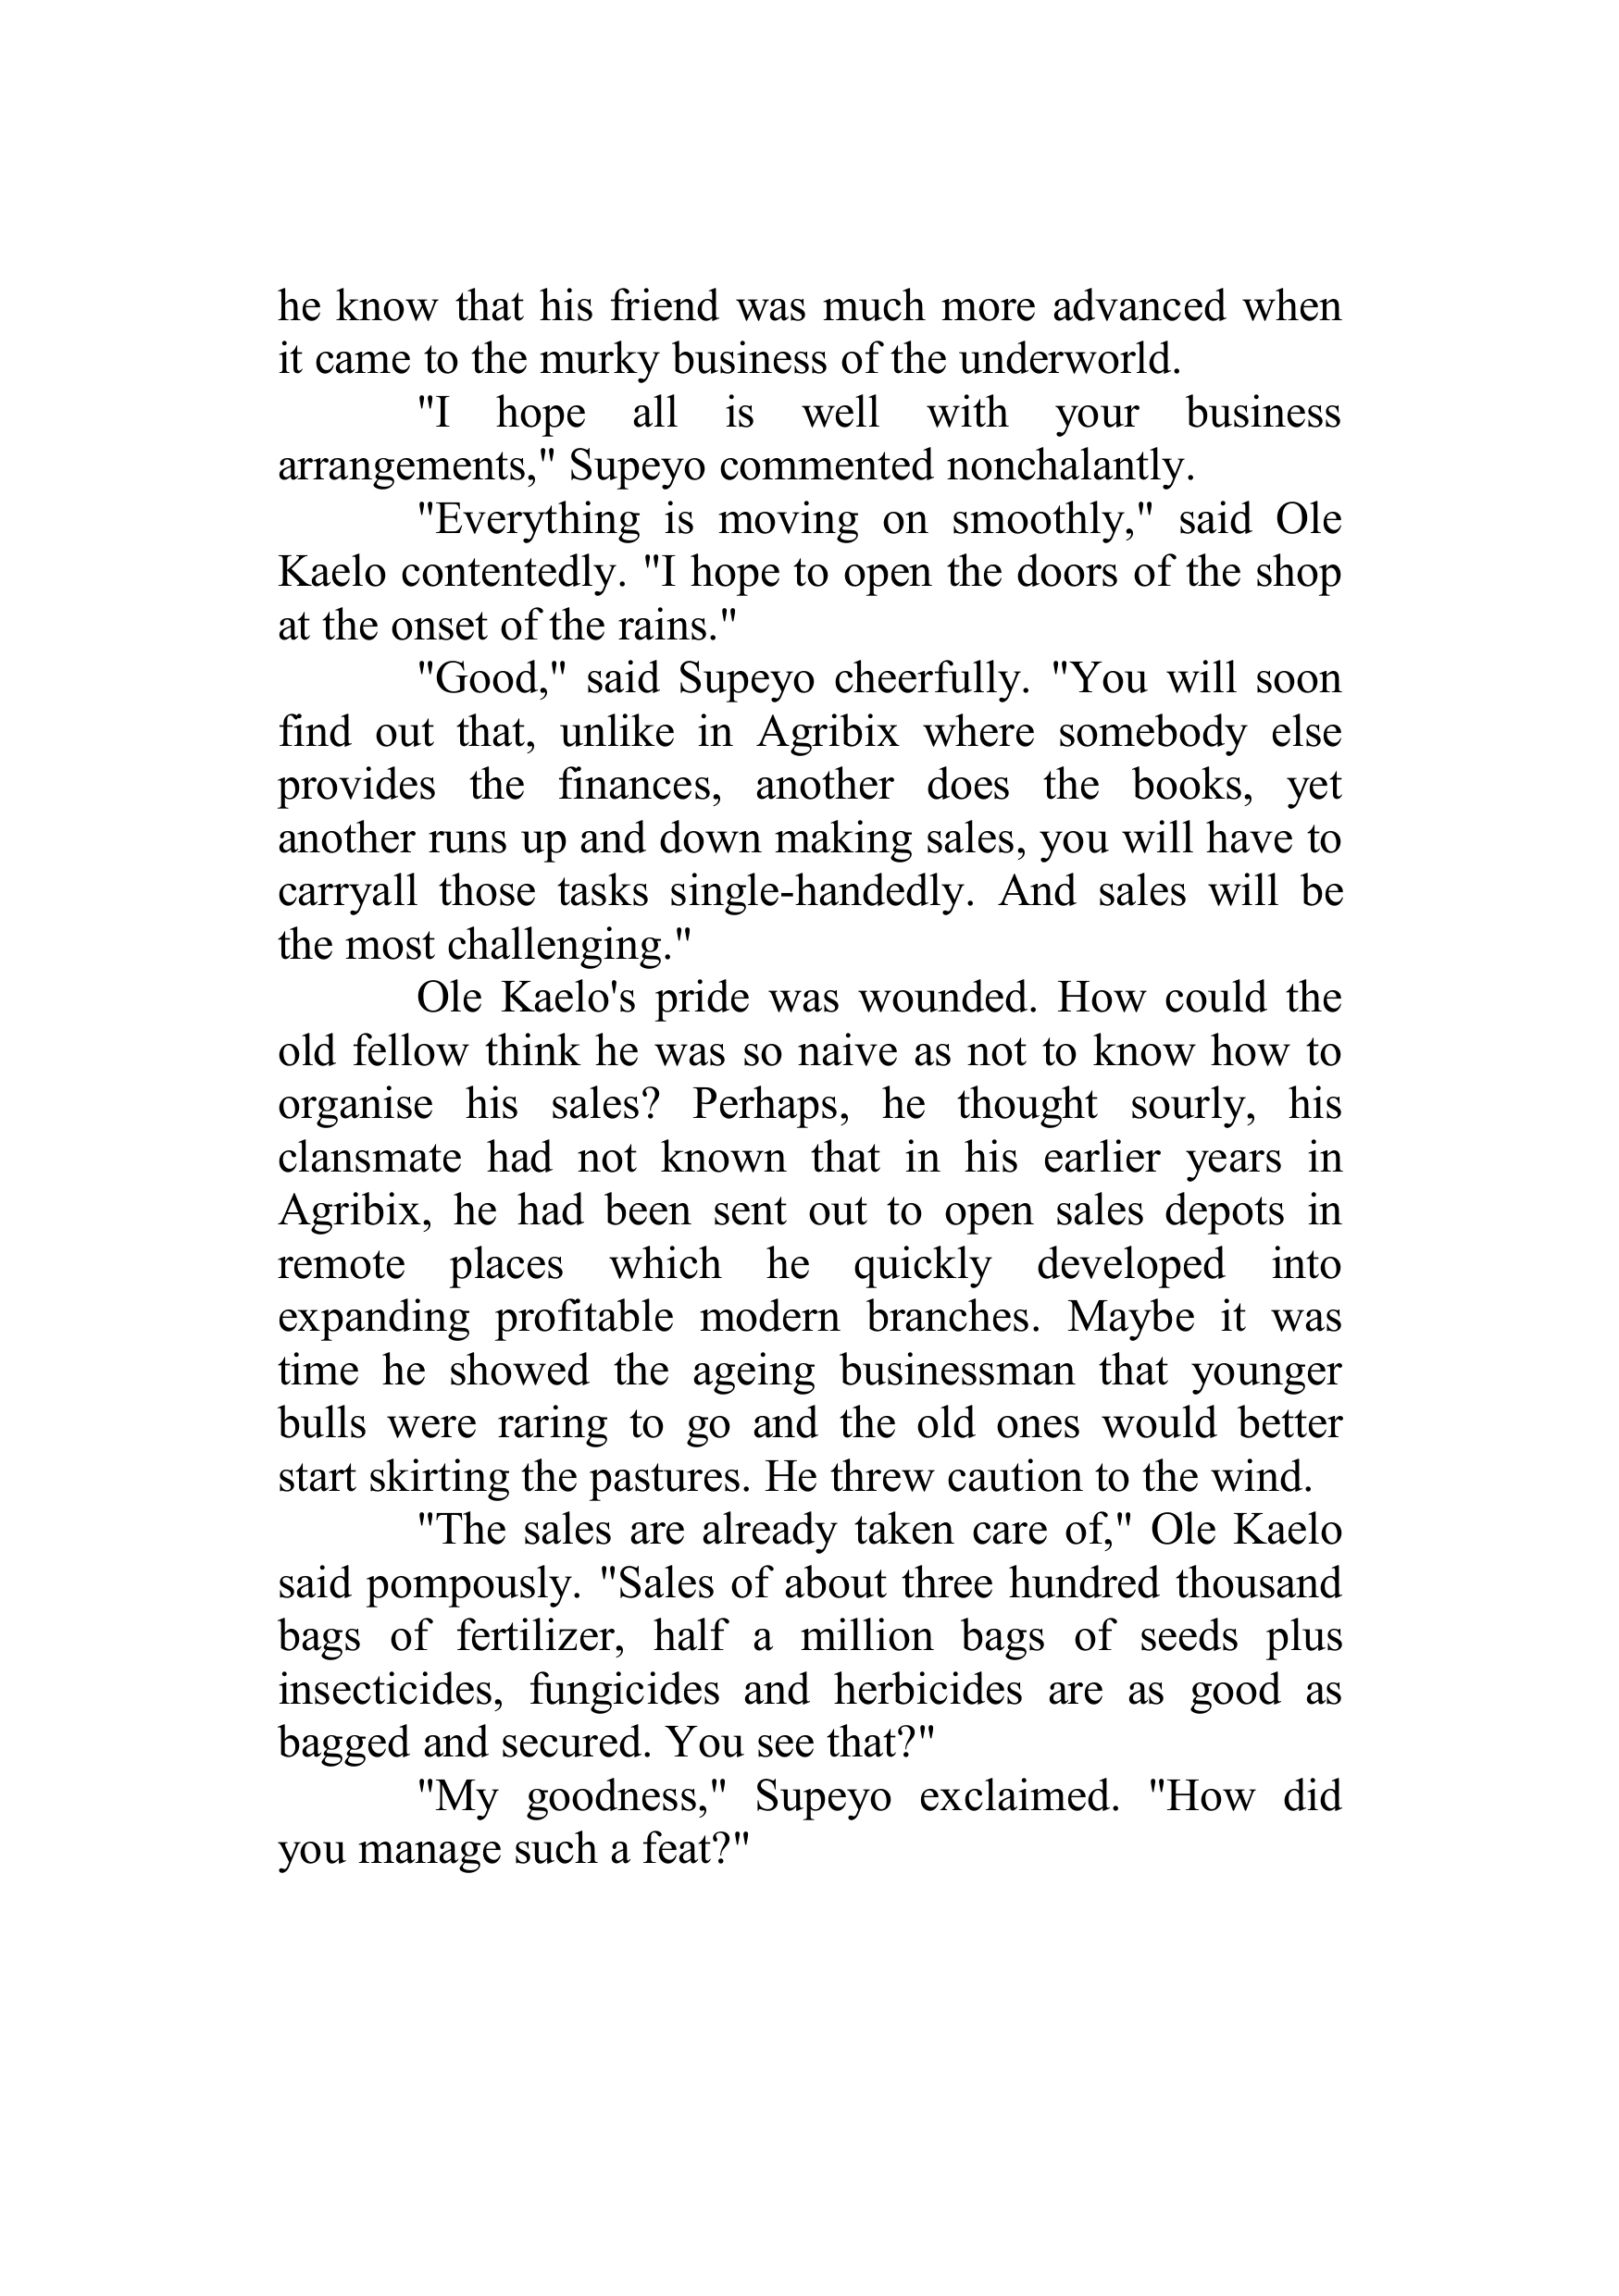 he know that his friend was much more advanced when
it came to the murky business of the underworld.
"I hope all is well with your business
arrangements," Supeyo commented nonchalantly.
"Everything is moving on smoothly," said Ole
Kaelo contentedly. "I hope to open the doors of the shop
at the onset of the rains."
"Good," said Supeyo cheerfully. "You will soon
find out that, unlike in Agribix where somebody else
provides the finances, another does the books, yet
another runs up and down making sales, you will have to
carryall those tasks single-handedly. And sales will be
the most challenging."
Ole Kaelo's pride was wounded. How could the
old fellow think he was so naive as not to know how to
organise his sales? Perhaps, he thought sourly, his
clansmate had not known that in his earlier years in
Agribix, he had been sent out to open sales depots in
remote places which he quickly developed into
expanding profitable modern branches. Maybe it was
time he showed the ageing businessman that younger
bulls were raring to go and the old ones would better
start skirting the pastures. He threw caution to the wind.
"The sales are already taken care of," Ole Kaelo
said pompously. "Sales of about three hundred thousand
bags of fertilizer, half a million bags of seeds plus
insecticides, fungicides and herbicides are as good as
bagged and secured. You see that?"
"My goodness," Supeyo exclaimed. "How did
you manage such a feat?"